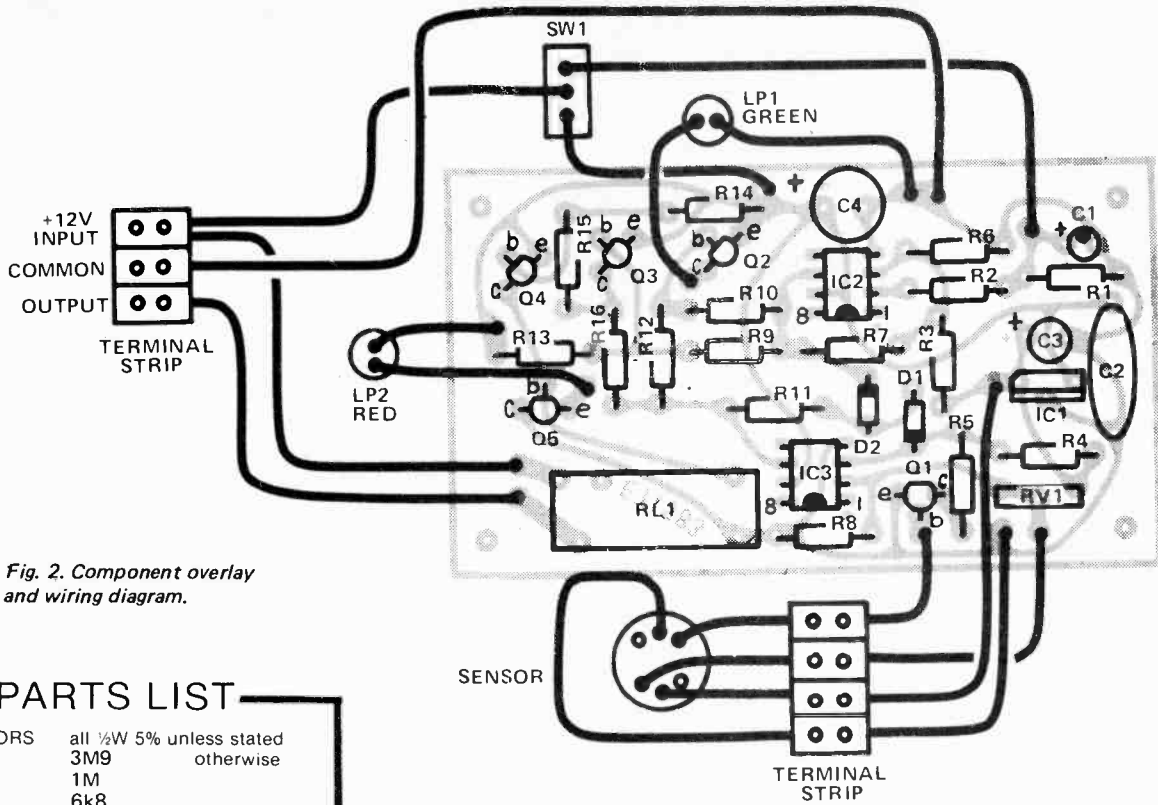 SW1
LP1
GREEN
+12V
INPUT
COMMON
OUTPUT
TERMINAL
STRIP
LP2
RED
+
C4
R14
R15
b
e
c
Q4
b
e
c
Q3
b
e
c
Q2
IC2
8
1
R6
R2
+
C1
R1
R10
R9
R7
R3
+
C3
C2
IC1
R13
R16
R12
b
c
e
Q5
R11
D2
D1
R5
R4
RV1
IC3
8
1
Q1
e
c
b
R8
RL1
Fig. 2. Component overlay
and wiring diagram.
SENSOR
TERMINAL
STRIP
PARTS LIST
ORS all ½W 5% unless stated
3M9 otherwise
1M
6k8